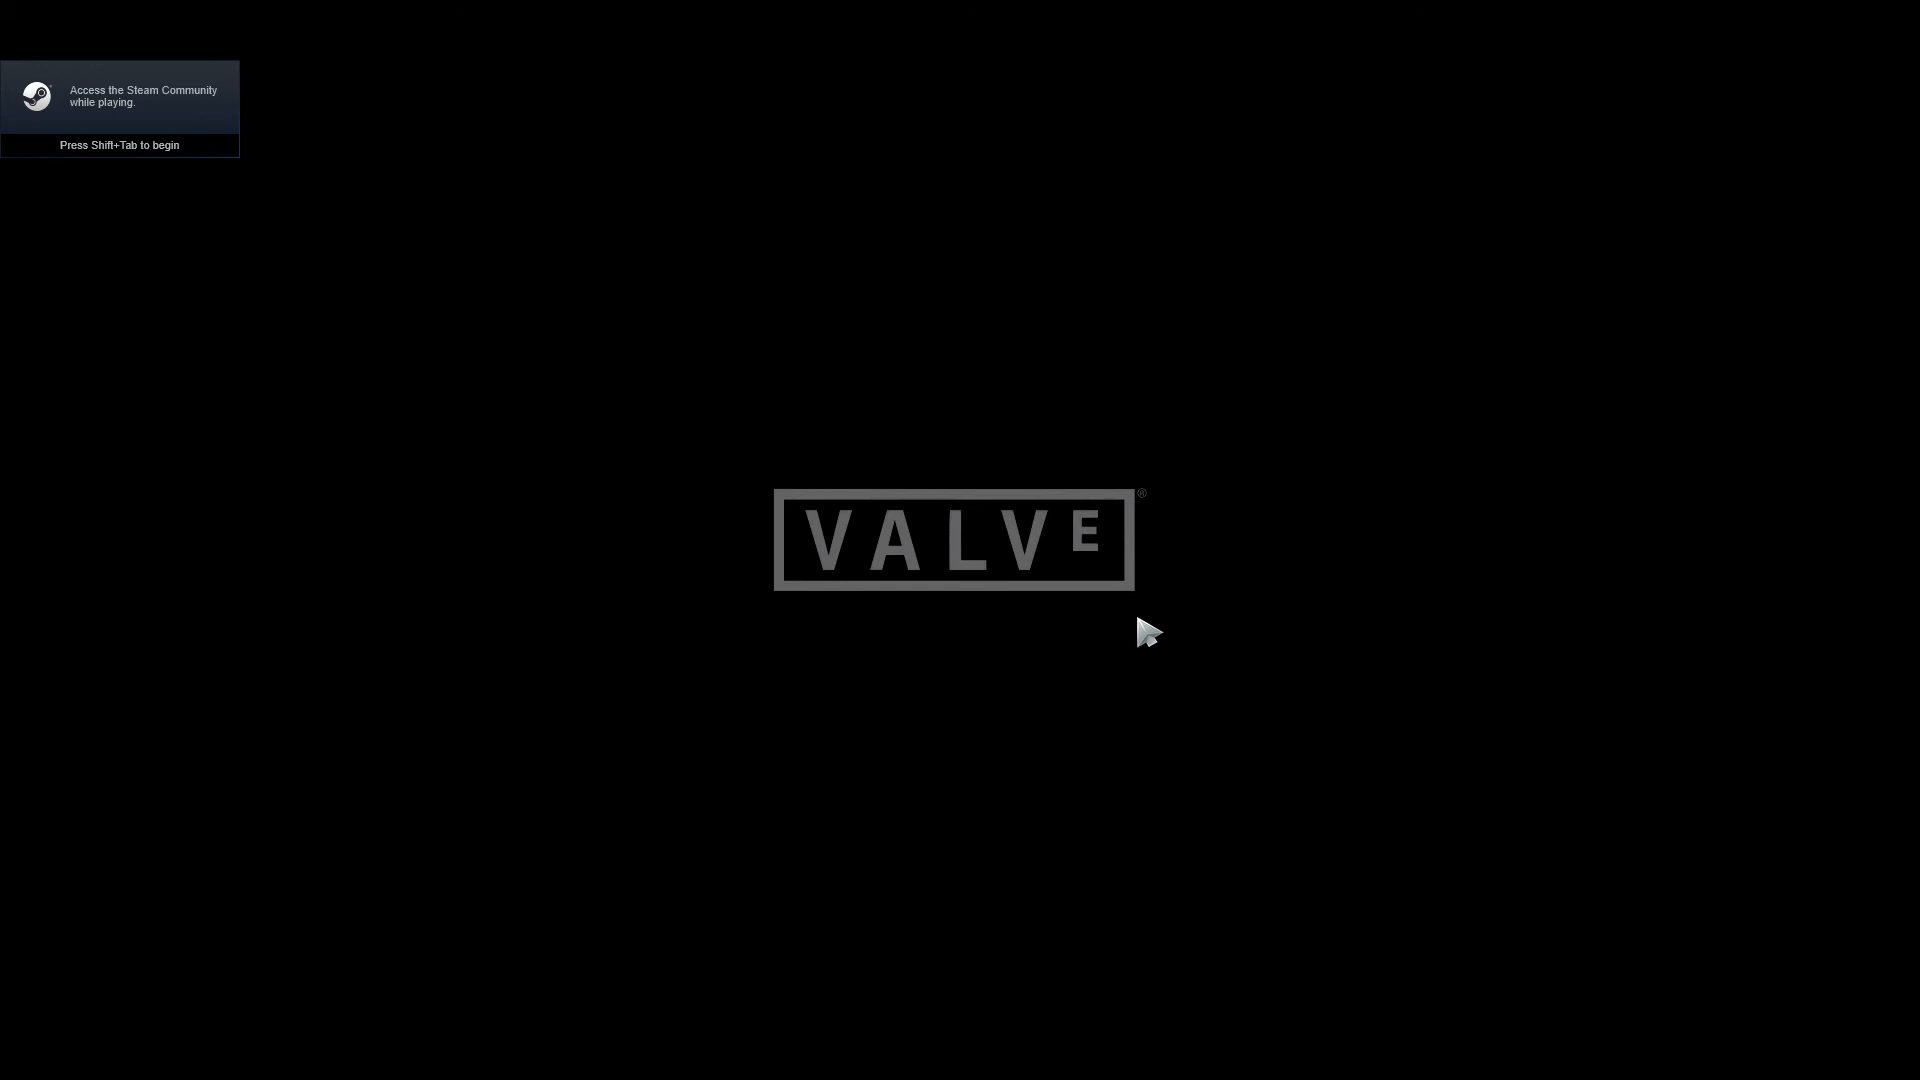 Access the Steam Community
while playing.
Press Shift+Tab to begin
VALVE®